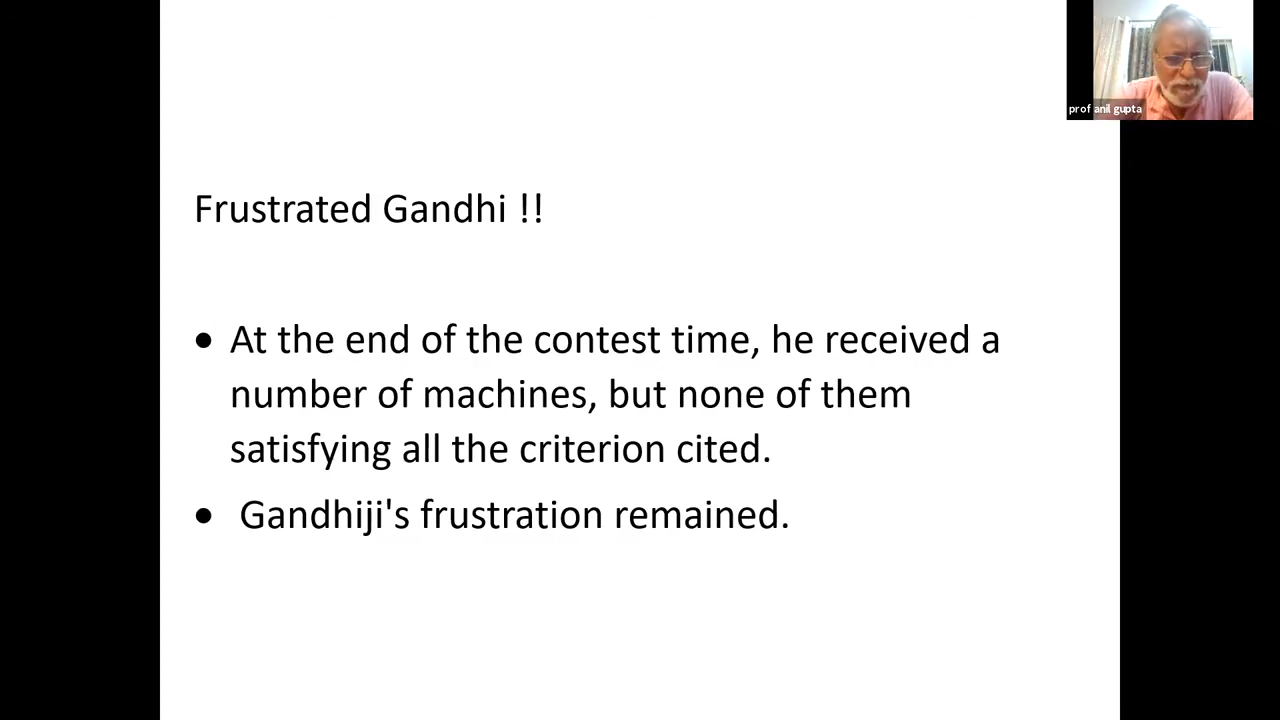 prof anil gupta
Frustrated Gandhi !!
• At the end of the contest time, he received a
number of machines, but none of them
satisfying all the criterion cited.
• Gandhiji's frustration remained.